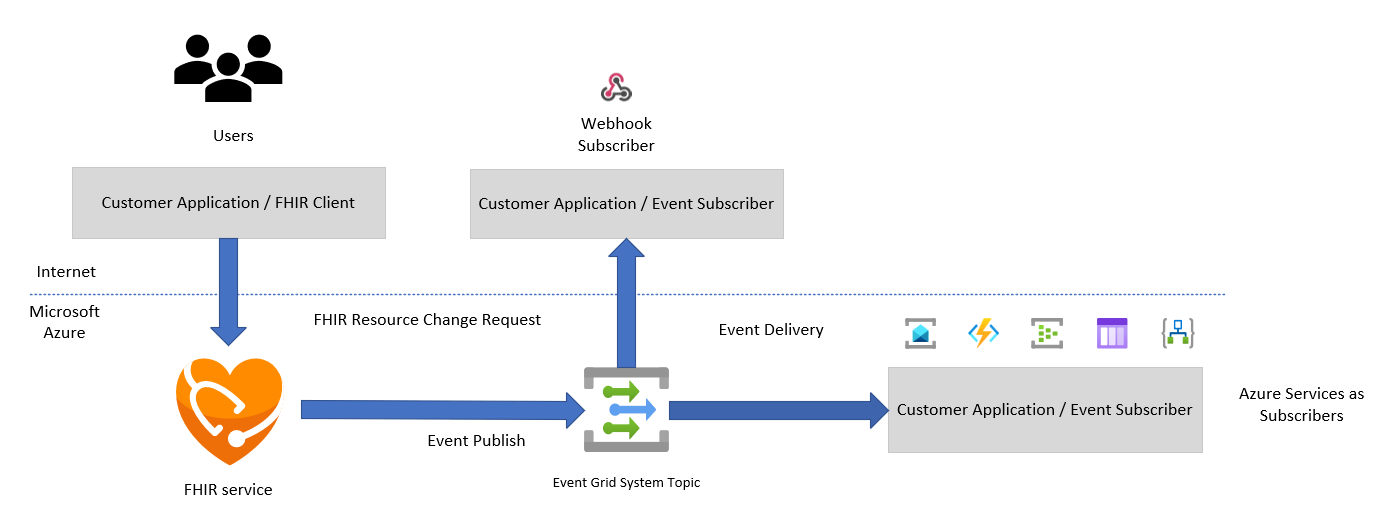 Users
Webhook
Subscriber
Customer Application / FHIR Client
Customer Application / Event Subscriber
Internet
Microsoft
Azure
FHIR Resource Change Request
Event Delivery
Customer Application / Event Subscriber
Azure Services as
Subscribers
Event Publish
FHIR service
Event Grid System Topic